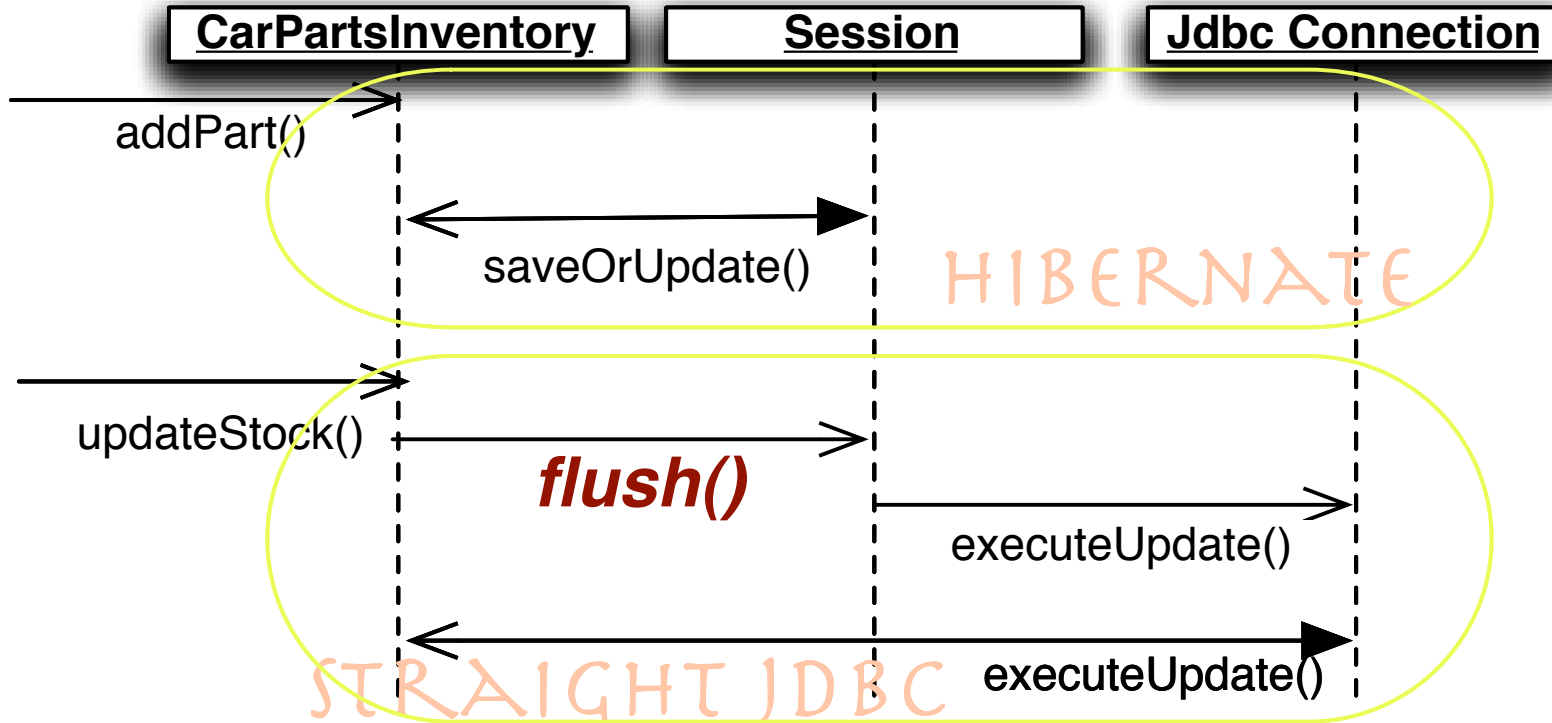 CarPartsInventory
Session
Jdbc Connection
addPart()
saveOrUpdate()
HIBERNATE
updateStock()
flush()
executeUpdate()
executeUpdate()
STRAIGHT JDBC